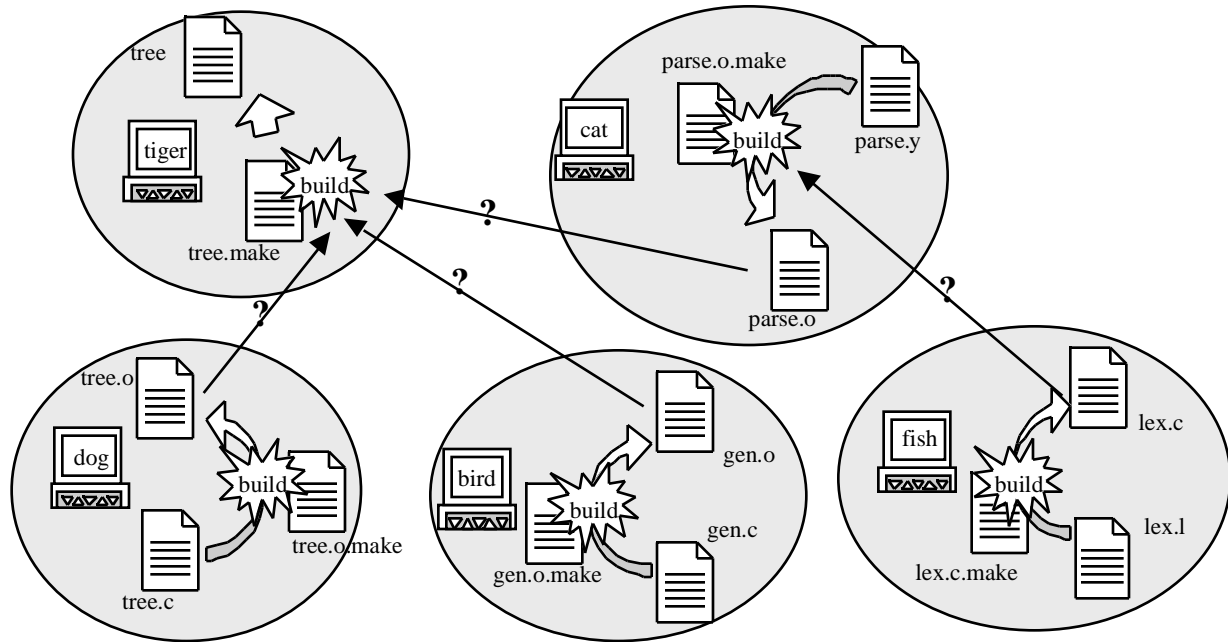 tree
tiger
build
tree.make
parse.o.make
cat
build
parse.y
parse.o
?
?
?
?
tree.o
dog
build
tree.o.make
tree.c
gen.o
bird
build
gen.c
gen.o.make
lex.c
fish
build
lex.l
lex.c.make